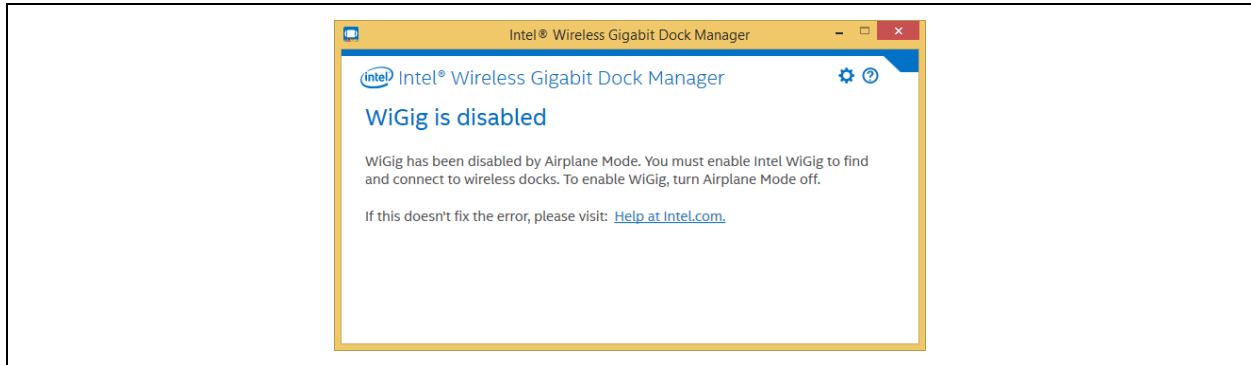 Intel® Wireless Gigabit Dock Manager
intel Intel® Wireless Gigabit Dock Manager
WiGig is disabled
WiGig has been disabled by Airplane Mode. You must enable Intel WiGig to find
and connect to wireless docks. To enable WiGig, turn Airplane Mode off.
If this doesn't fix the error, please visit: Help at Intel.com.